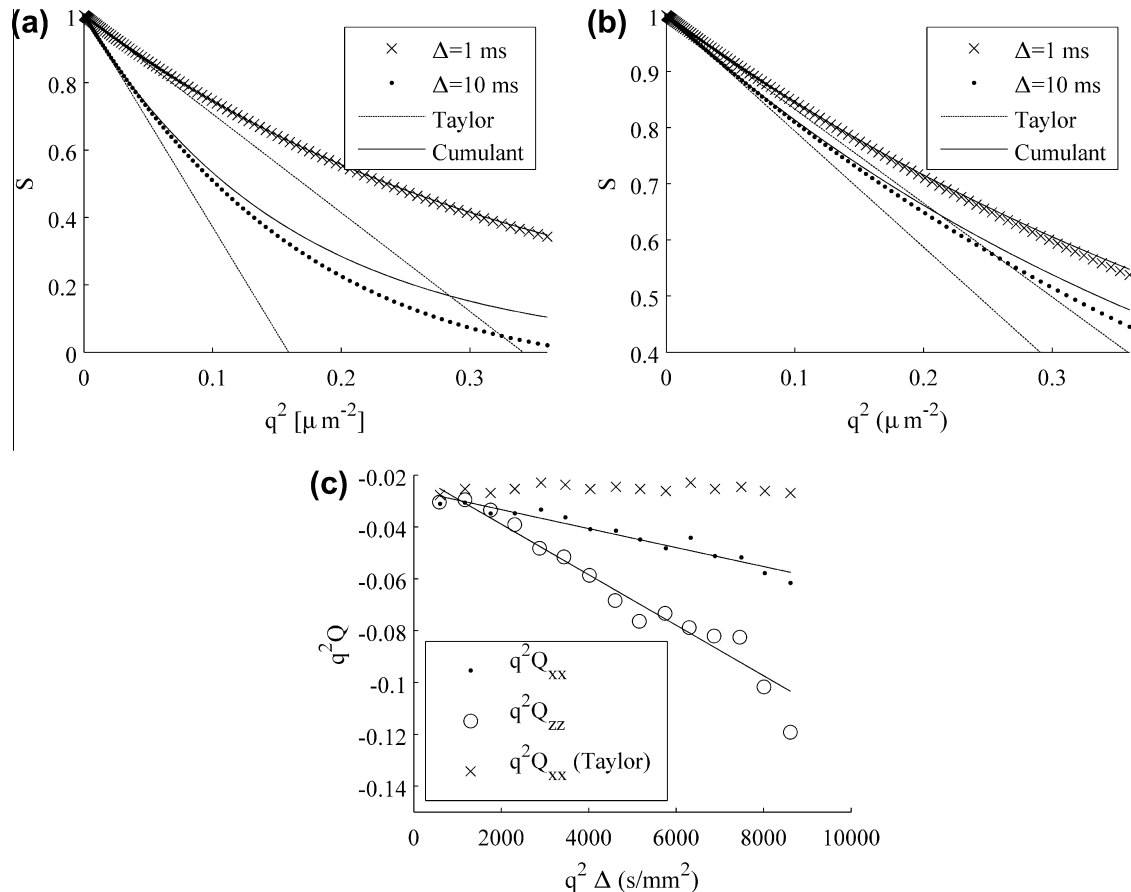 (a)
1
0.8
0.6
0.4
0.2
0
S
0
0.1
0.2
0.3
q² [μ m⁻²]
Δ=1 ms
Δ=10 ms
Taylor
Cumulant
(b)
1
0.9
0.8
0.7
0.6
0.5
0.4
S
0
0.1
0.2
0.3
q² (μ m⁻²)
Δ=1 ms
Δ=10 ms
Taylor
Cumulant
(c)
-0.02
-0.04
-0.06
-0.08
-0.1
-0.12
-0.14
q²Q
q²Qxx
q²Qzz
q²Qxx (Taylor)
0
2000
4000
6000
8000
10000
q² Δ (s/mm²)